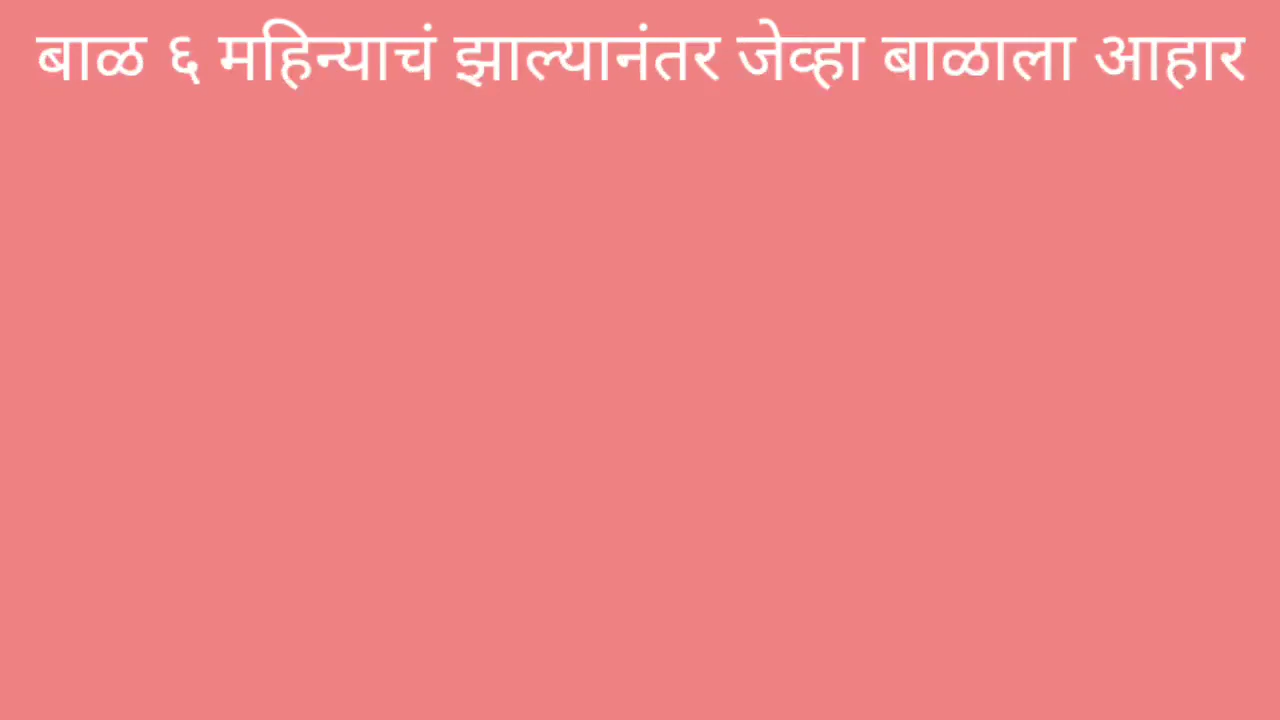 बाळ ६ महिन्याचं झाल्यानंतर जेव्हा बाळाला आहार